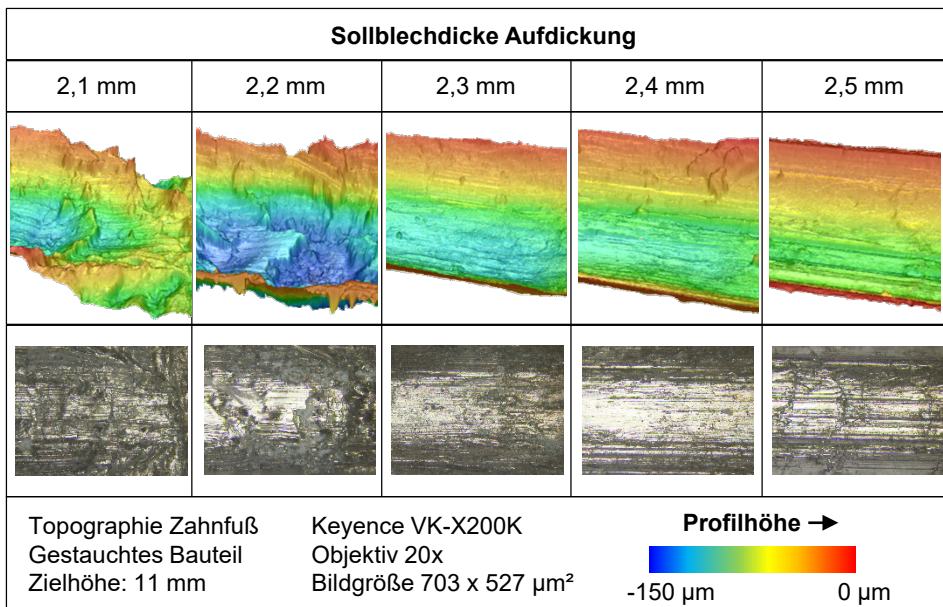 Sollblechdicke Aufdickung
2,1 mm
2,2 mm
2,3 mm
2,4 mm
2,5 mm
Topographie Zahnfuß
Gestauchtes Bauteil
Zielhöhe: 11 mm
Keyence VK-X200K
Objektiv 20x
Bildgröße 703 x 527 µm²
Profilhöhe →
-150 µm
0 µm